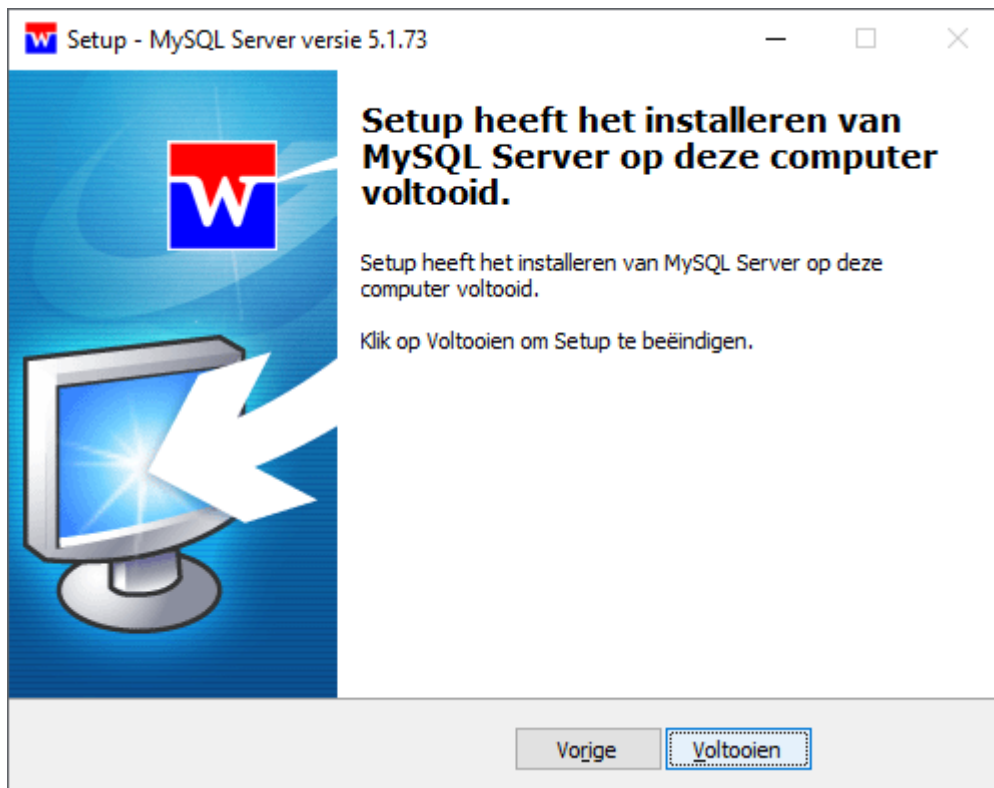 W Setup - MySQL Server versie 5.1.73
W
Setup heeft het installeren van
MySQL Server op deze computer
voltooid.
Setup heeft het installeren van MySQL Server op deze
computer voltooid.
Klik op Voltooien om Setup te beëindigen.
Vorige
Voltooien